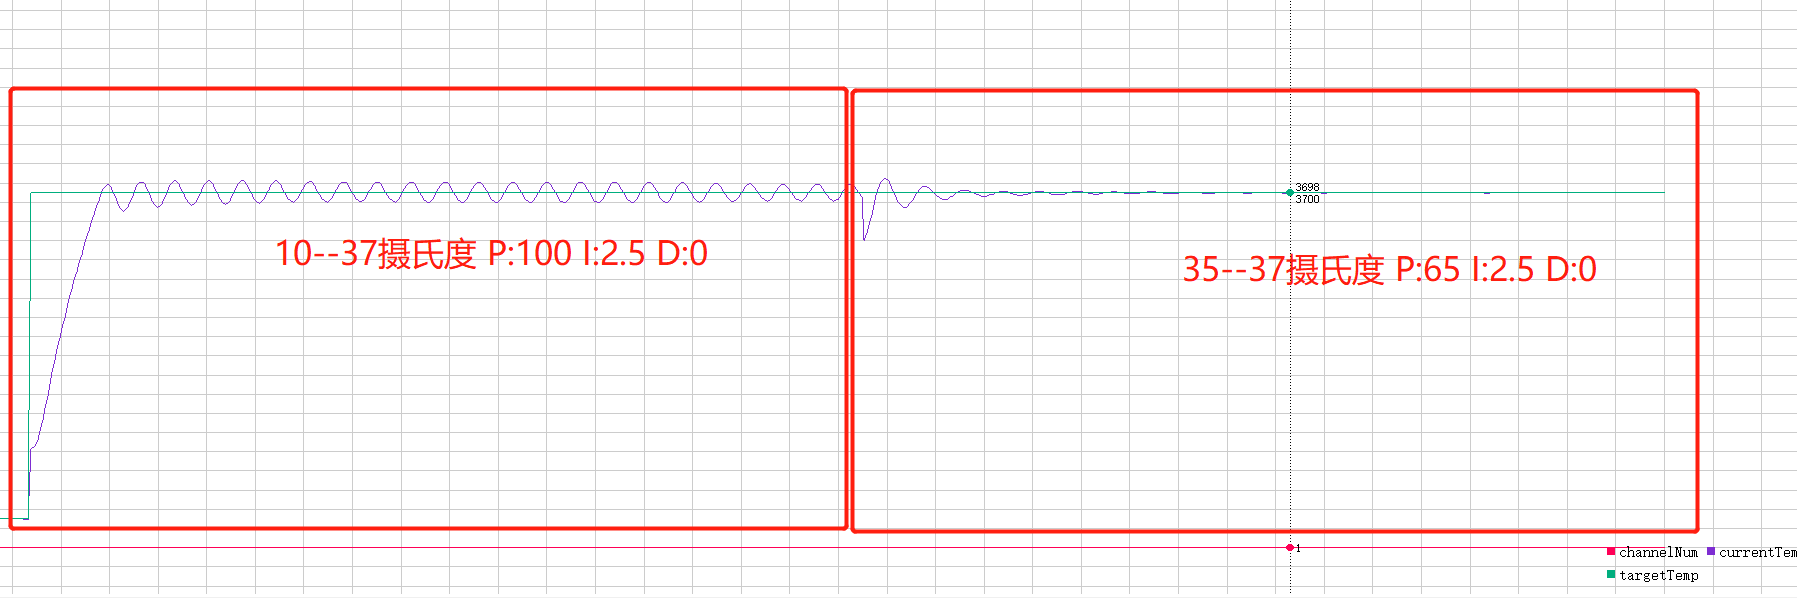 10--37摄氏度 P:100 I:2.5 D:0
3698
3700
35--37摄氏度 P:65 I:2.5 D:0
1
channelNum currentTem
targetTemp